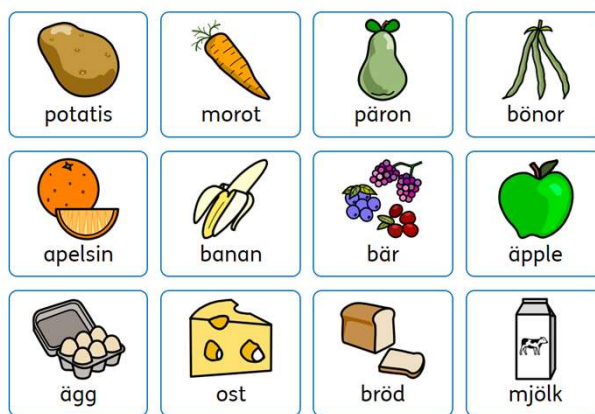 potatis
morot
päron
bönor
apelsin
banan
bär
äpple
ägg
ost
bröd
mjölk